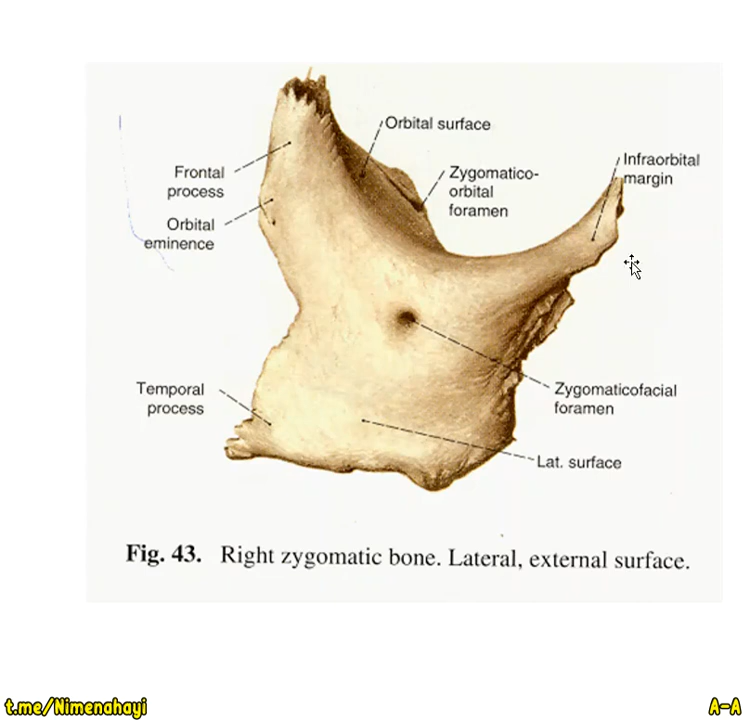 Orbital surface
Infraorbital
margin
Frontal
process
Zygomatico-
orbital
foramen
Orbital
eminence
Temporal
process
Zygomaticofacial
foramen
Lat. surface
Fig. 43. Right zygomatic bone. Lateral, external surface.
t.me/Nimenahayi
A-A